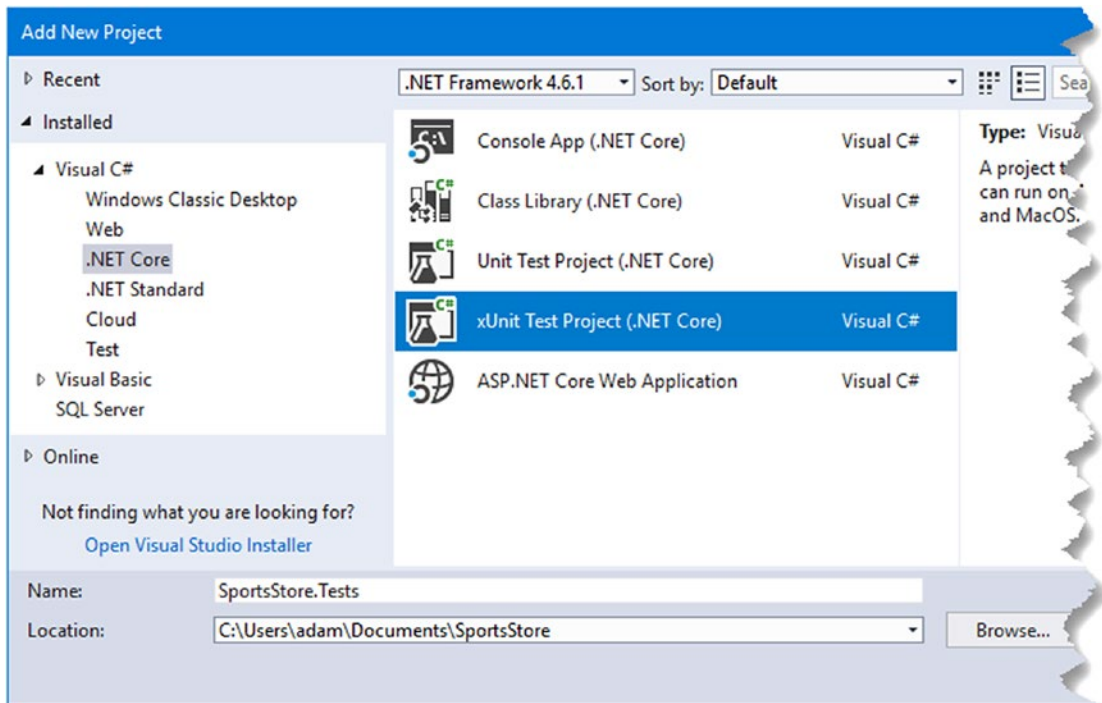 Add New Project
Recent
.NET Framework 4.6.1 Sort by: Default
Installed
Visual C#
Windows Classic Desktop
Web
.NET Core
.NET Standard
Cloud
Test
Visual Basic
SQL Server
Online
Not finding what you are looking for?
Open Visual Studio Installer
Console App (.NET Core) Visual C#
Class Library (.NET Core) Visual C#
Unit Test Project (.NET Core) Visual C#
xUnit Test Project (.NET Core) Visual C#
ASP.NET Core Web Application Visual C#
Type:
A project
can run on
and MacOS.
Name: SportsStore.Tests
Location: C:\Users\adam\Documents\SportsStore Browse...